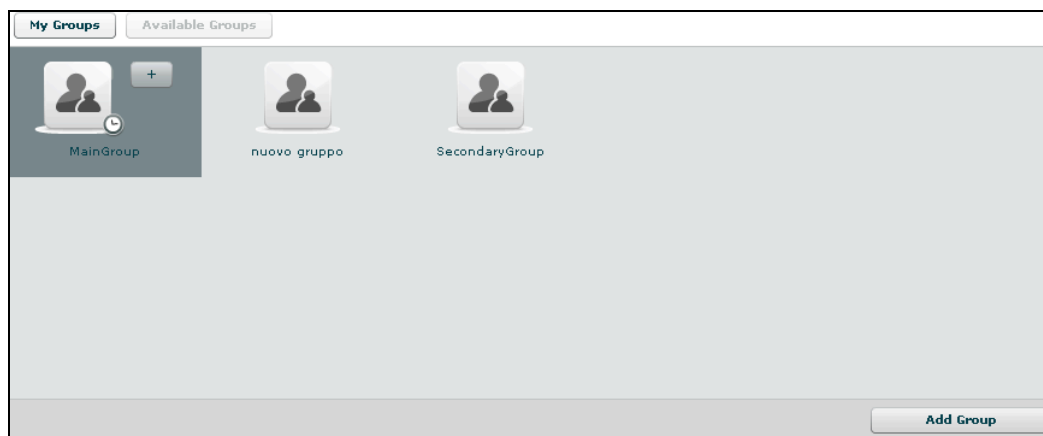 My Groups
Available Groups
+
MainGroup
nuovo gruppo
SecondaryGroup
Add Group